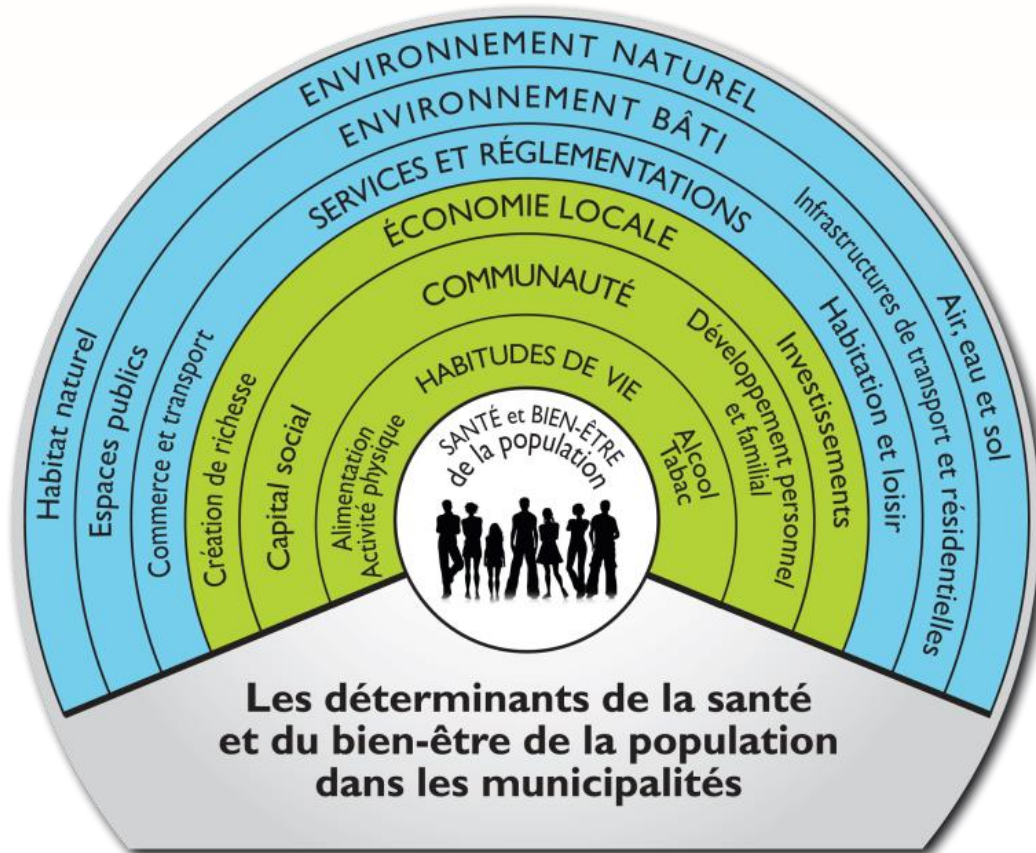 ENVIRONNEMENT NATUREL
Habitat naturel
Air, eau et sol
ENVIRONNEMENT BÂTI
Espaces publics
Infrastructures de transport et résidentielles
SERVICES ET RÉGLEMENTATIONS
Commerce et transport
Habitation et loisir
ÉCONOMIE LOCALE
Création de richesse
Investissements
COMMUNAUTÉ
Capital social
Développement personnel
et familial
HABITUDES DE VIE
Alimentation
Activité physique
Alcool
Tabac
SANTÉ et BIEN-ÊTRE
de la population
Les déterminants de la santé
et du bien-être de la population
dans les municipalités